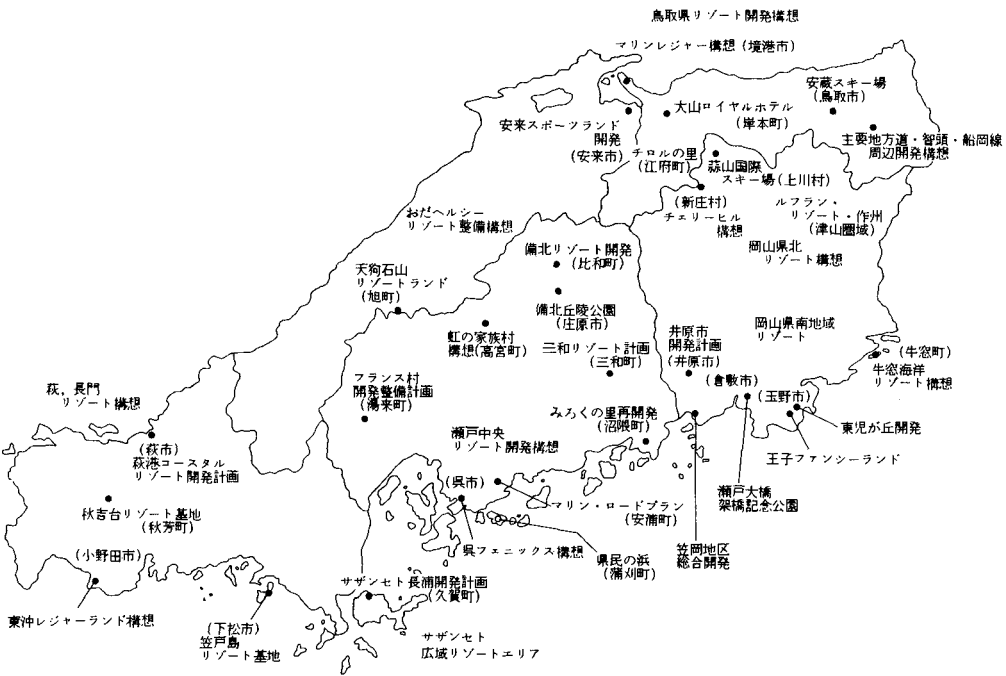 鳥取県リゾート開発構想
マリンレジャー構想(境港市)
安蔵スキー場
(鳥取市)
大山ロイヤルホテル
(岸本町)
安来スポーツランド
開発
(安来市)
主要地方道・智頭・船岡線
周辺開発構想
チロルの里
(江府町)
蒜山国際
スキー場(上川村)
(新庄村)
チェリーヒル
構想
ルフラン・
リゾート・作州
(津山圏域)
おだヘルシー
リゾート整備構想
岡山県北
リゾート構想
備北リゾート開発
(比和町)
天狗石山
リゾートランド
(旭町)
備北丘陵公園
(庄原市)
虹の家族村
構想(高宮町)
三和リゾート計画
(三和町)
井原市
開発計画
(井原市)
岡山県南地域
リゾート
(牛窓町)
牛窓海洋
リゾート構想
フランス村
開発整備計画
(湯来町)
(倉敷市)
(玉野市)
萩,長門
リゾート構想
みろくの里再開発
(沼隈町)
東児が丘開発
王子ファンシーランド
瀬戸中央
リゾート開発構想
(萩市)
萩港コースタル
リゾート開発計画
(呉市)
瀬戸大橋
架橋記念公園
マリン・ロードプラン
(安浦町)
秋吉台リゾート基地
(秋芳町)
呉フェニックス構想
県民の浜
(蒲刈町)
笠岡地区
総合開発
(小野田市)
サザンセト長浦開発計画
(久賀町)
東沖レジャーランド構想
(下松市)
笠戸島
リゾート基地
サザンセト
広域リゾートエリア